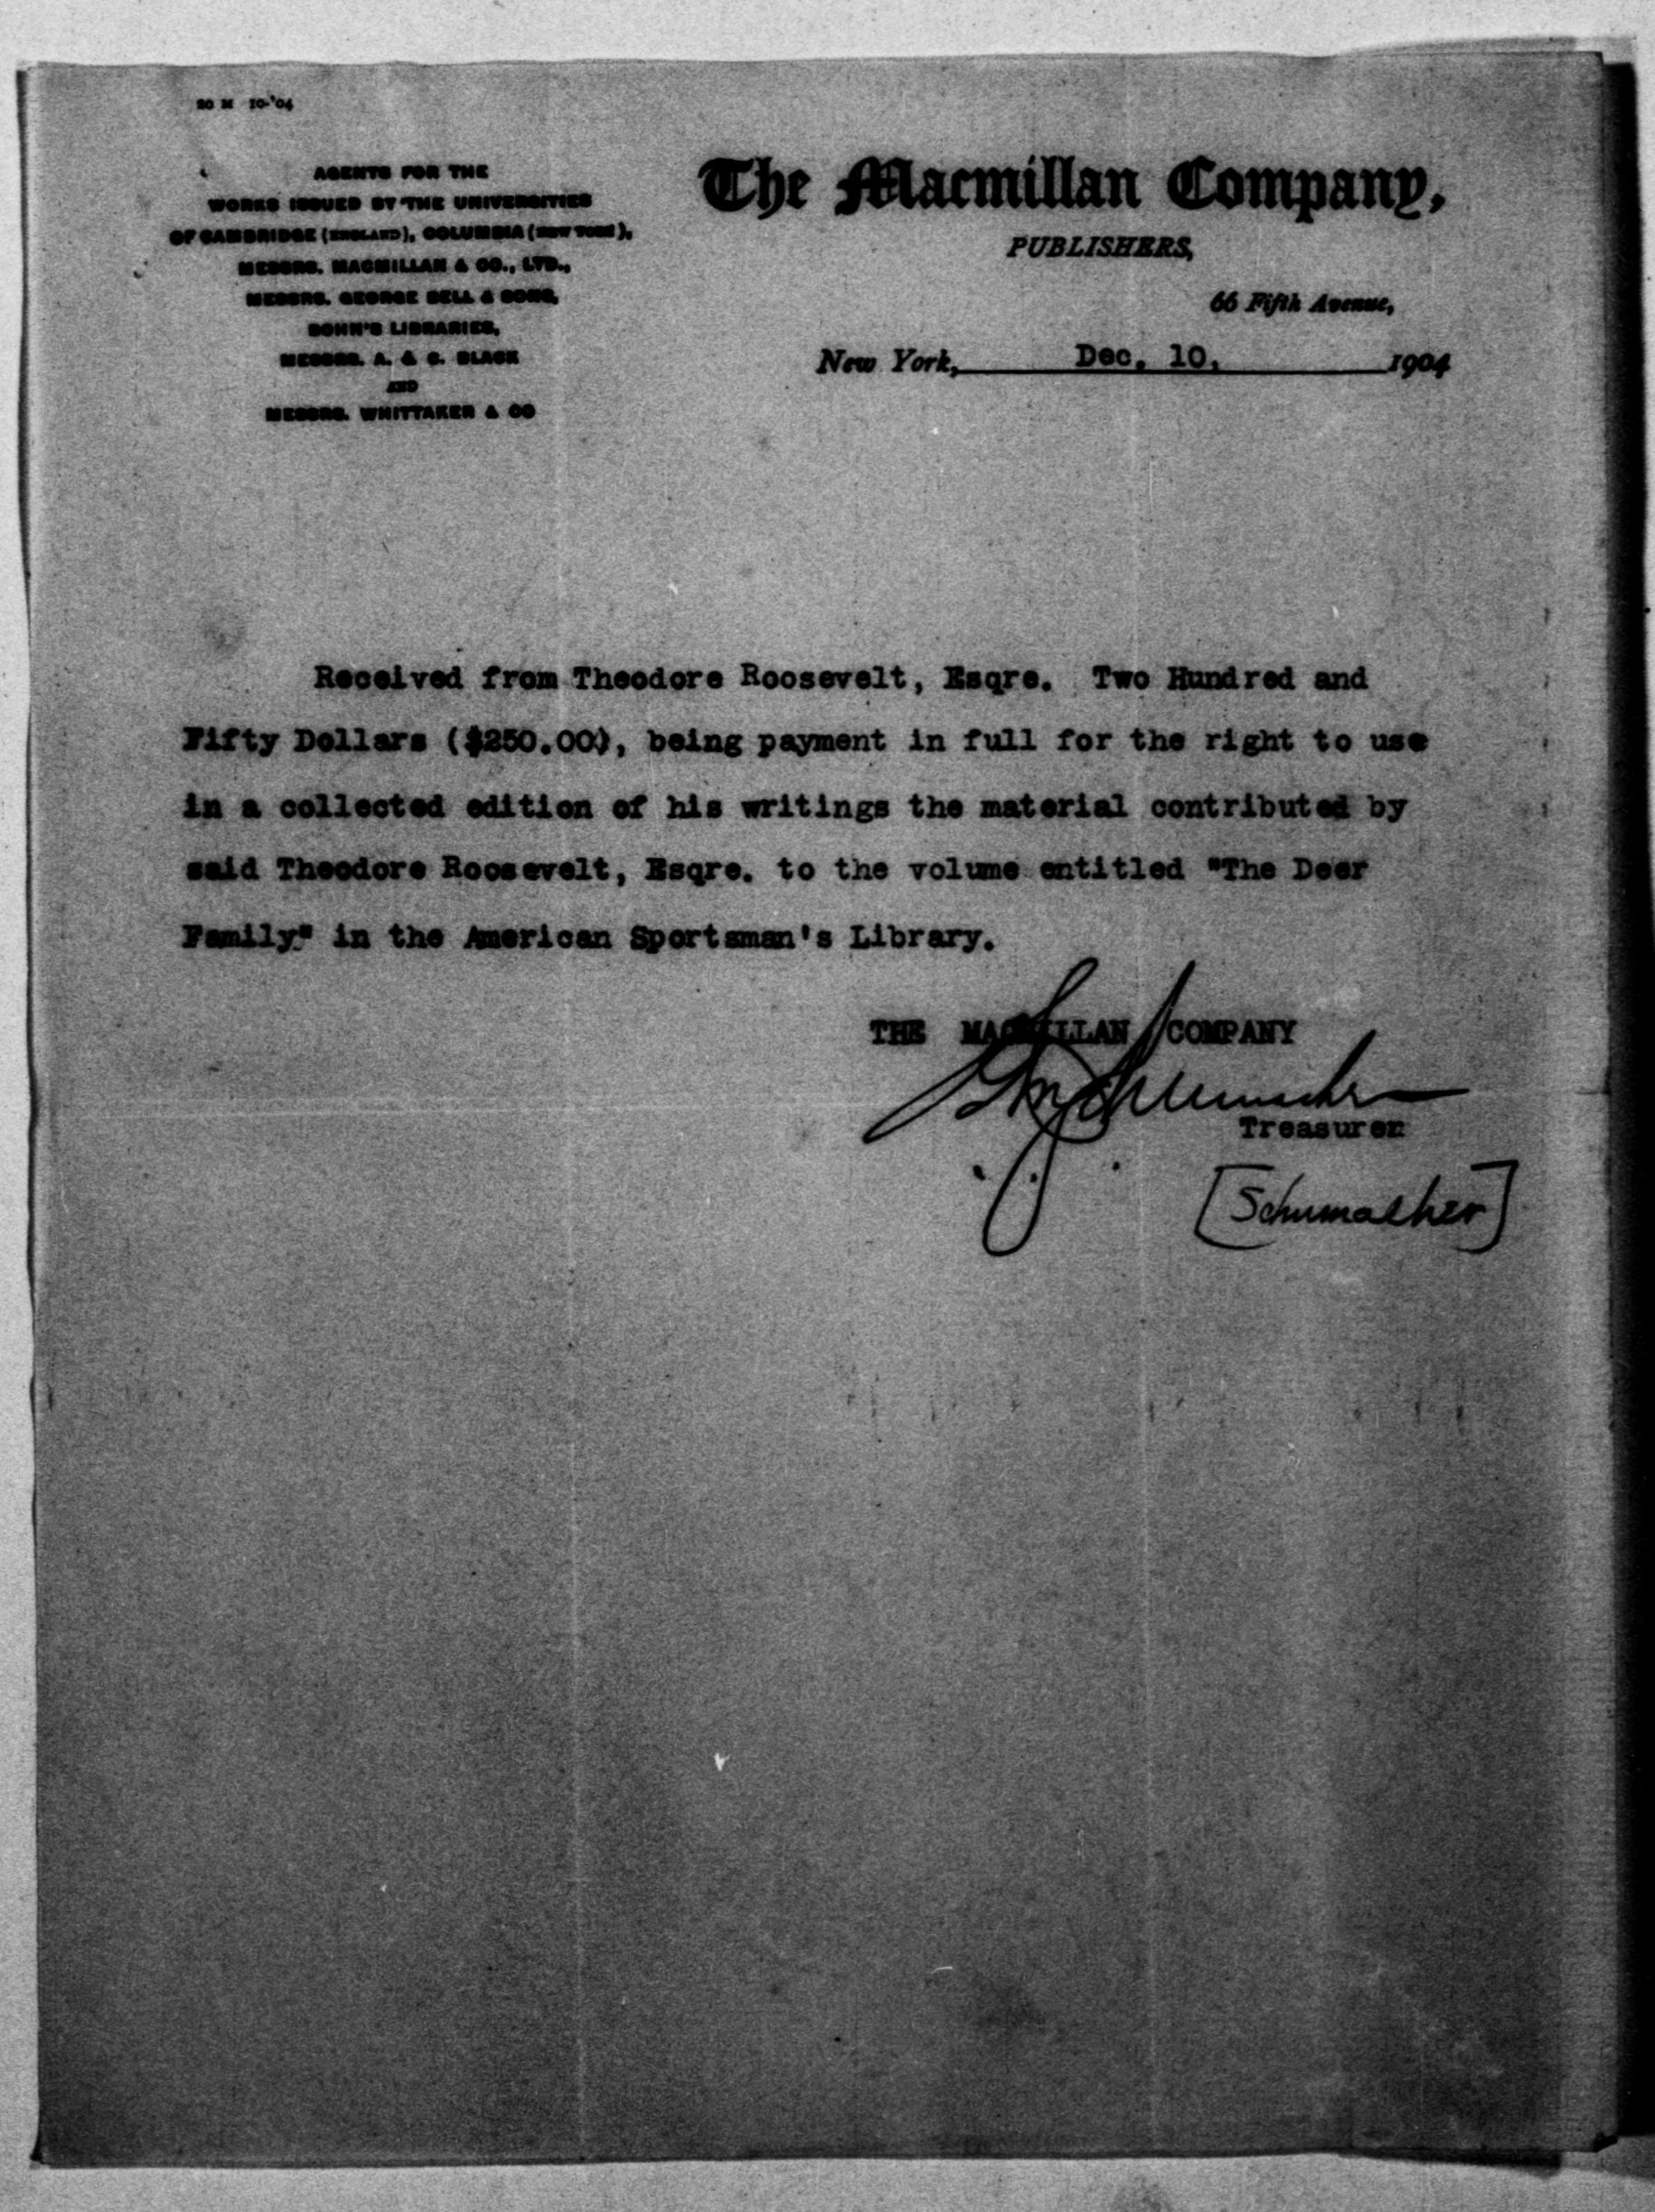 20 M 10-'04
AGENTS FOR THE
WORKS ISSUED BY THE UNIVERSITIES
OF CAMBRIDGE (ENGLAND), COLUMBIA (NEW YORK),
MESSRS. MACMILLAN & CO., LTD.,
MESSRS. GEORGE BELL & SONS,
BOHN'S LIBRARIES,
MESSRS. A. & C. BLACK
AND
MESSRS. WHITTAKER & CO
The Macmillan Company,
PUBLISHERS,
66 Fifth Avenue,
New York, Dec. 10, 1904
Received from Theodore Roosevelt, Esqre. Two Hundred and
Fifty Dollars ($250.00), being payment in full for the right to use
in a collected edition of his writings the material contributed by
said Theodore Roosevelt, Esqre. to the volume entitled "The Deer
Family" in the American Sportsman's Library.
THE MACMILLAN COMPANY
Schumacher
Treasurer
[Schumacher]